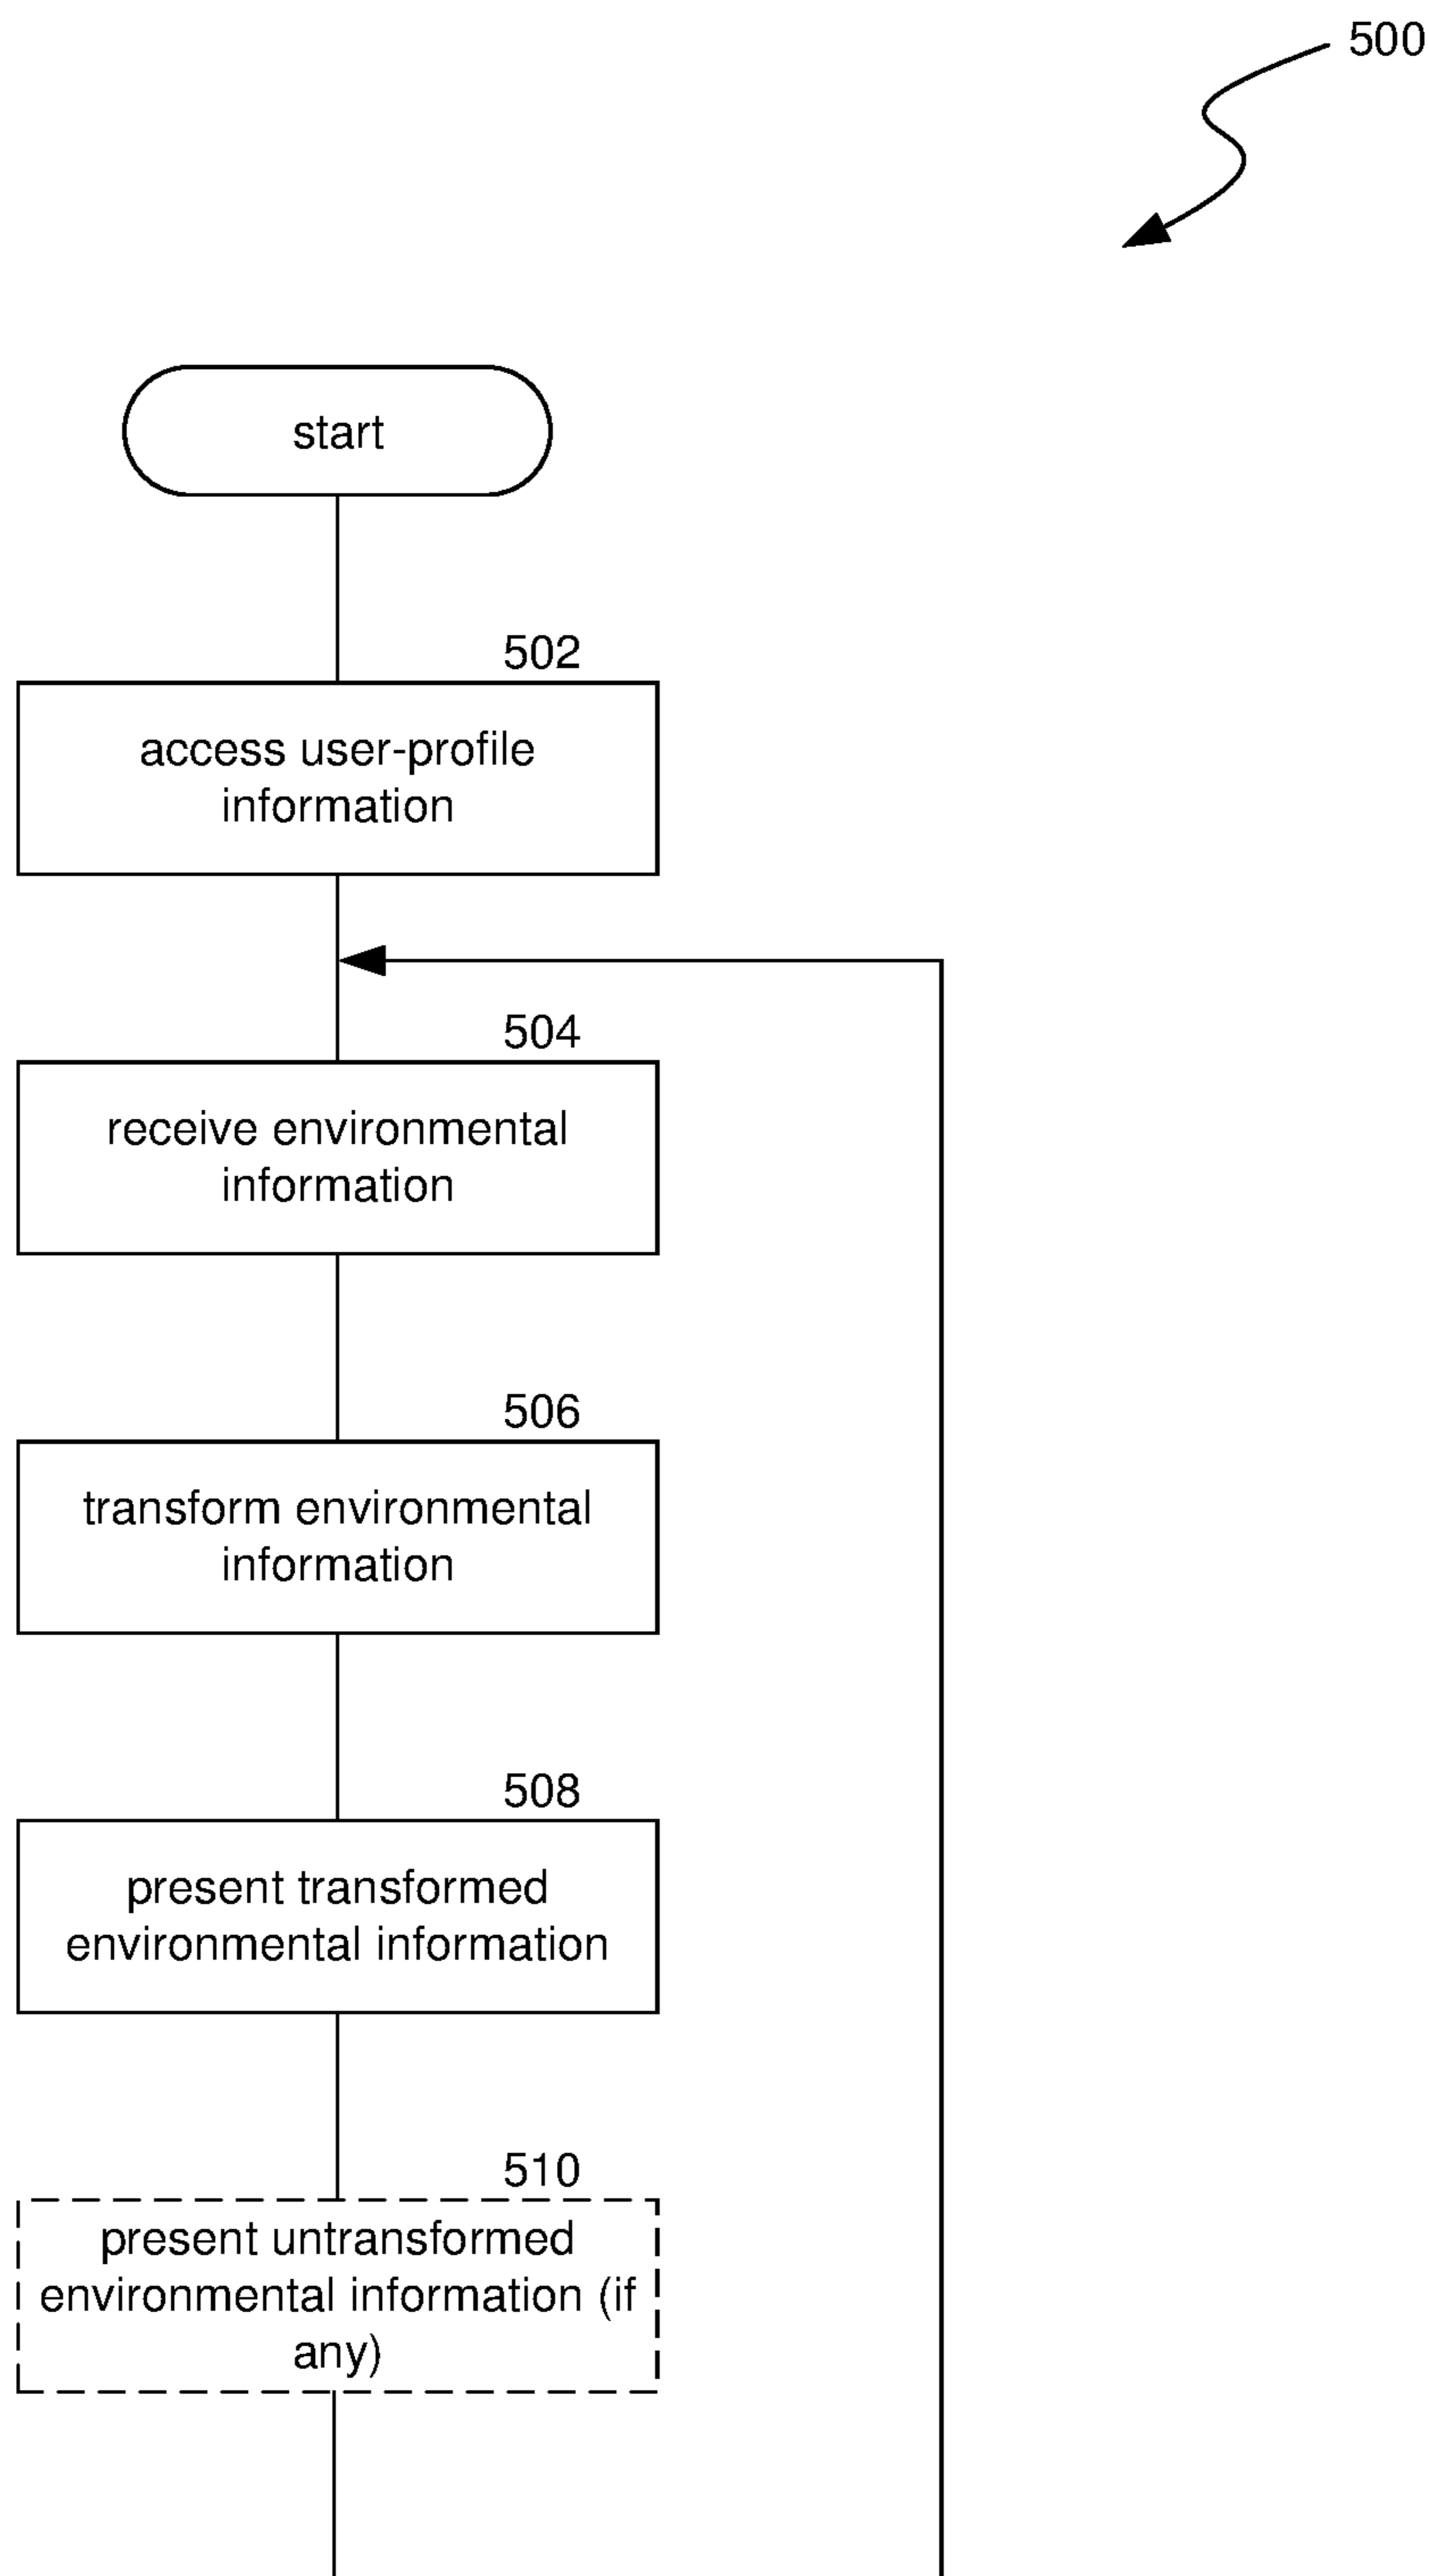 500
start
502
access user-profile
information
504
receive environmental
information
506
transform environmental
information
508
present transformed
environmental information
510
present untransformed
environmental information (if
any)